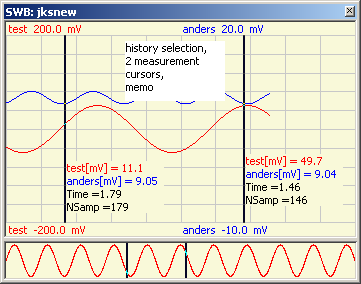 SWB: jksnew
test 200.0 mV anders 20.0 mV
history selection,
2 measurement
cursors,
memo
test[mV] = 11.1
anders[mV] = 9.05
Time =1.79
NSamp =179
test[mV] = 49.7
anders[mV] = 9.04
Time =1.46
NSamp =146
test -200.0 mV anders -10.0 mV